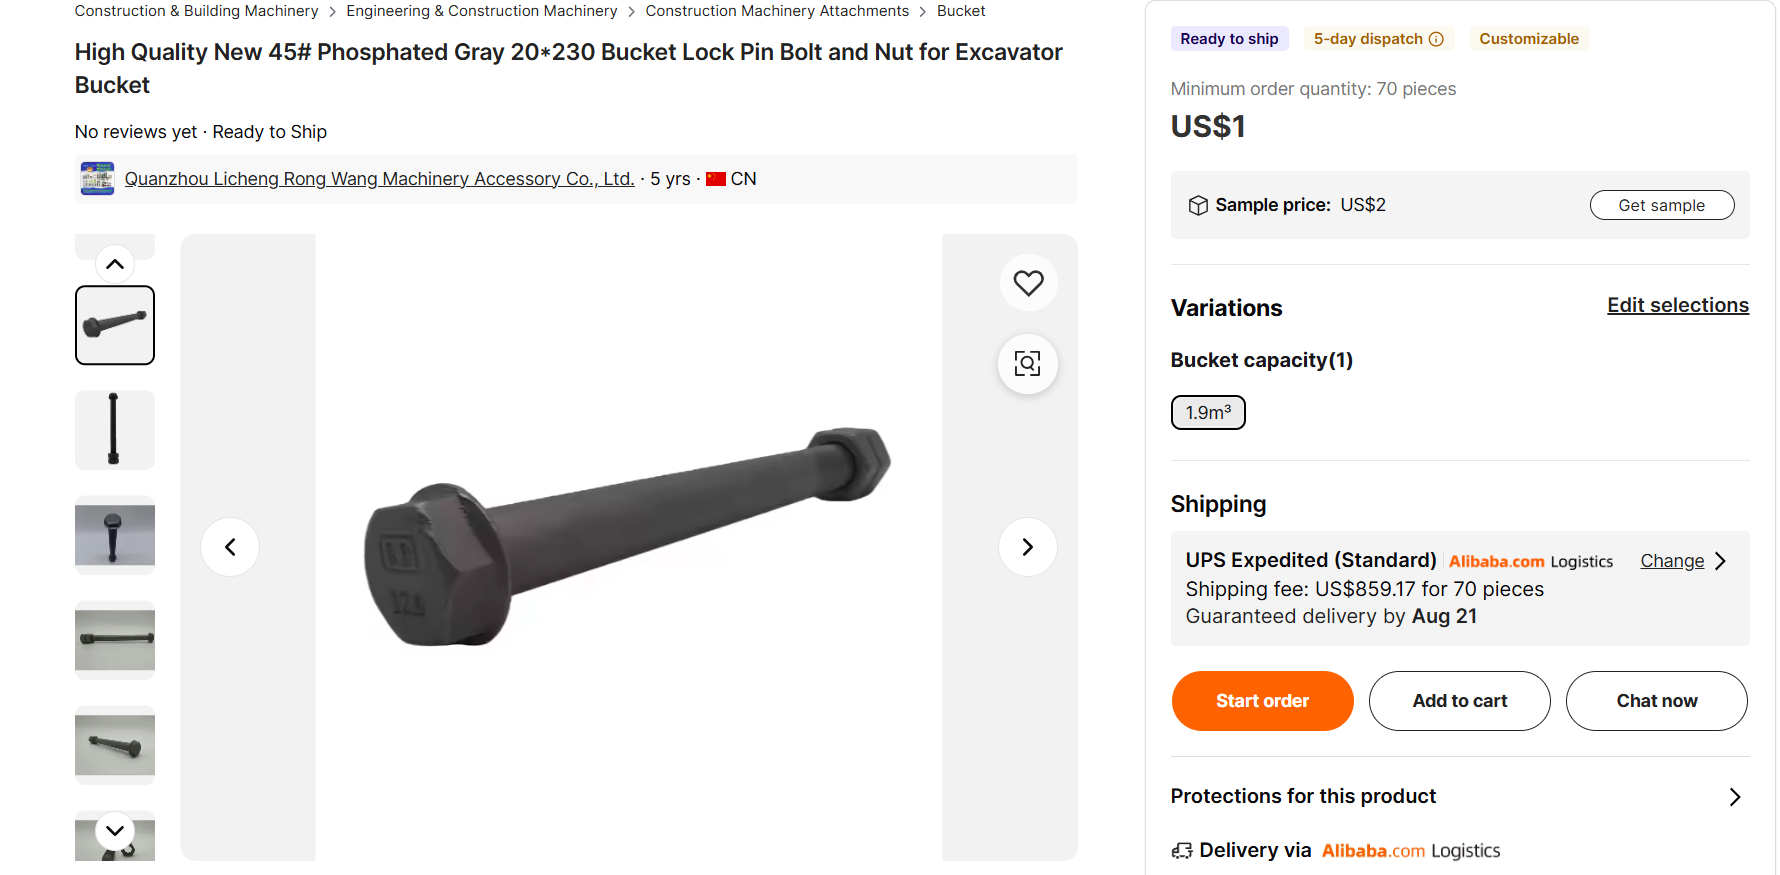 Construction & Building Machinery > Engineering & Construction Machinery > Construction Machinery Attachments > Bucket
High Quality New 45# Phosphated Gray 20*230 Bucket Lock Pin Bolt and Nut for Excavator
Bucket
No reviews yet · Ready to Ship
Quanzhou Licheng Rong Wang Machinery Accessory Co., Ltd. · 5 yrs · CN
Ready to ship
5-day dispatch
Customizable
Minimum order quantity: 70 pieces
US$1
Sample price: US$2
Get sample
Variations
Edit selections
Bucket capacity(1)
1.9m³
Shipping
UPS Expedited (Standard) Alibaba.com Logistics Change
Shipping fee: US$859.17 for 70 pieces
Guaranteed delivery by Aug 21
Start order
Add to cart
Chat now
Protections for this product
Delivery via Alibaba.com Logistics